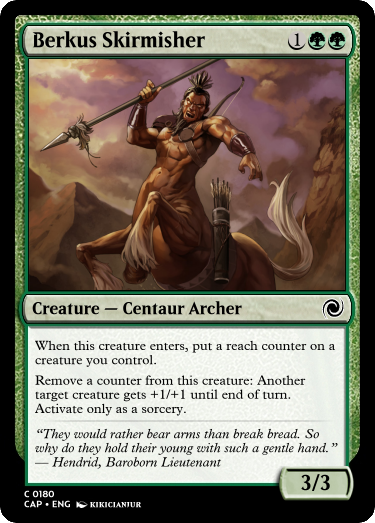 Berkus Skirmisher 1
Creature — Centaur Archer
When this creature enters, put a reach counter on a
creature you control.
Remove a counter from this creature: Another
target creature gets +1/+1 until end of turn.
Activate only as a sorcery.
“They would rather bear arms than break bread. So
why do they hold their young with such a gentle hand.”
— Hendrid, Baroborn Lieutenant
3/3
C 0180
CAP • ENG KIKICIANJUR